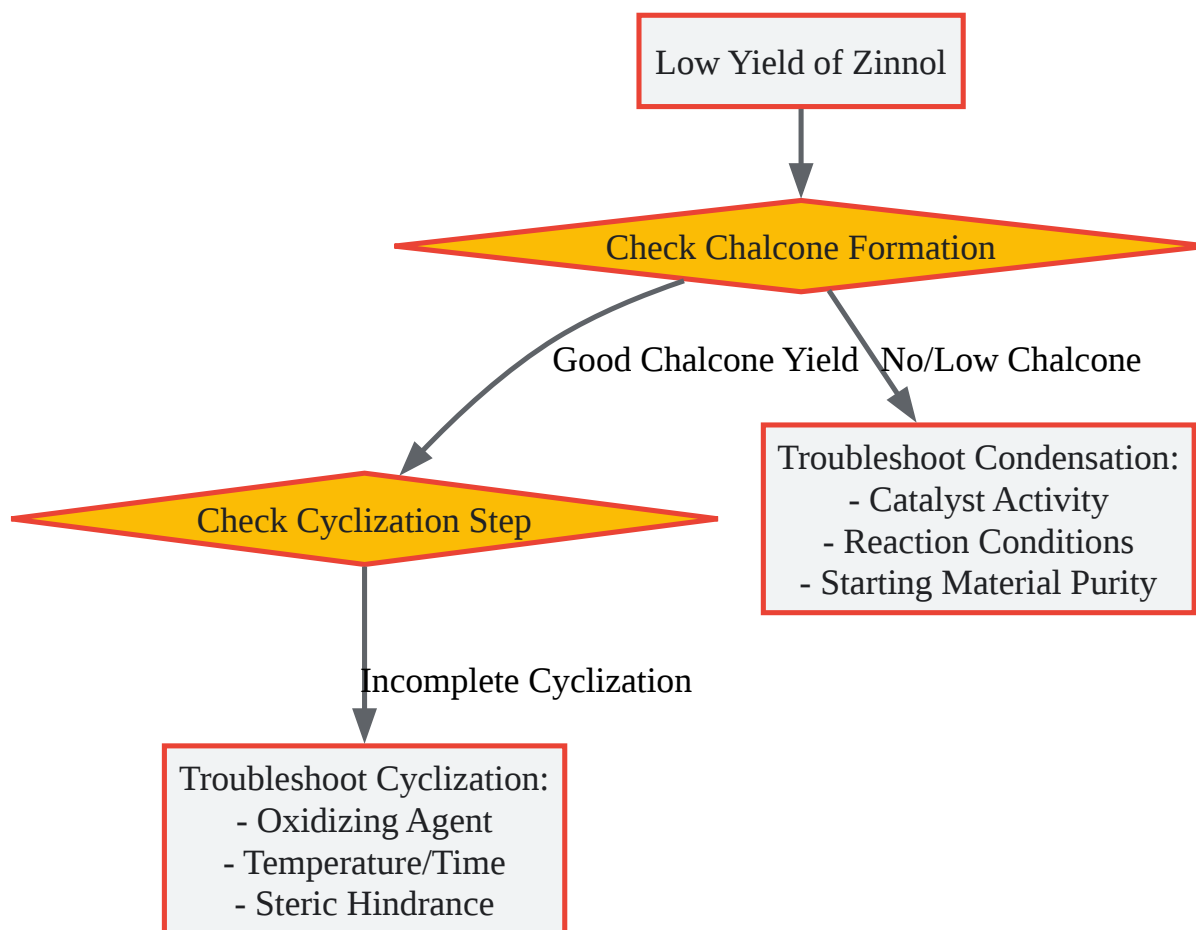 Low Yield of Zinnol
Check Chalcone Formation
Good Chalcone Yield
No/Low Chalcone
Troubleshoot Condensation:
- Catalyst Activity
- Reaction Conditions
- Starting Material Purity
Check Cyclization Step
Incomplete Cyclization
Troubleshoot Cyclization:
- Oxidizing Agent
- Temperature/Time
- Steric Hindrance